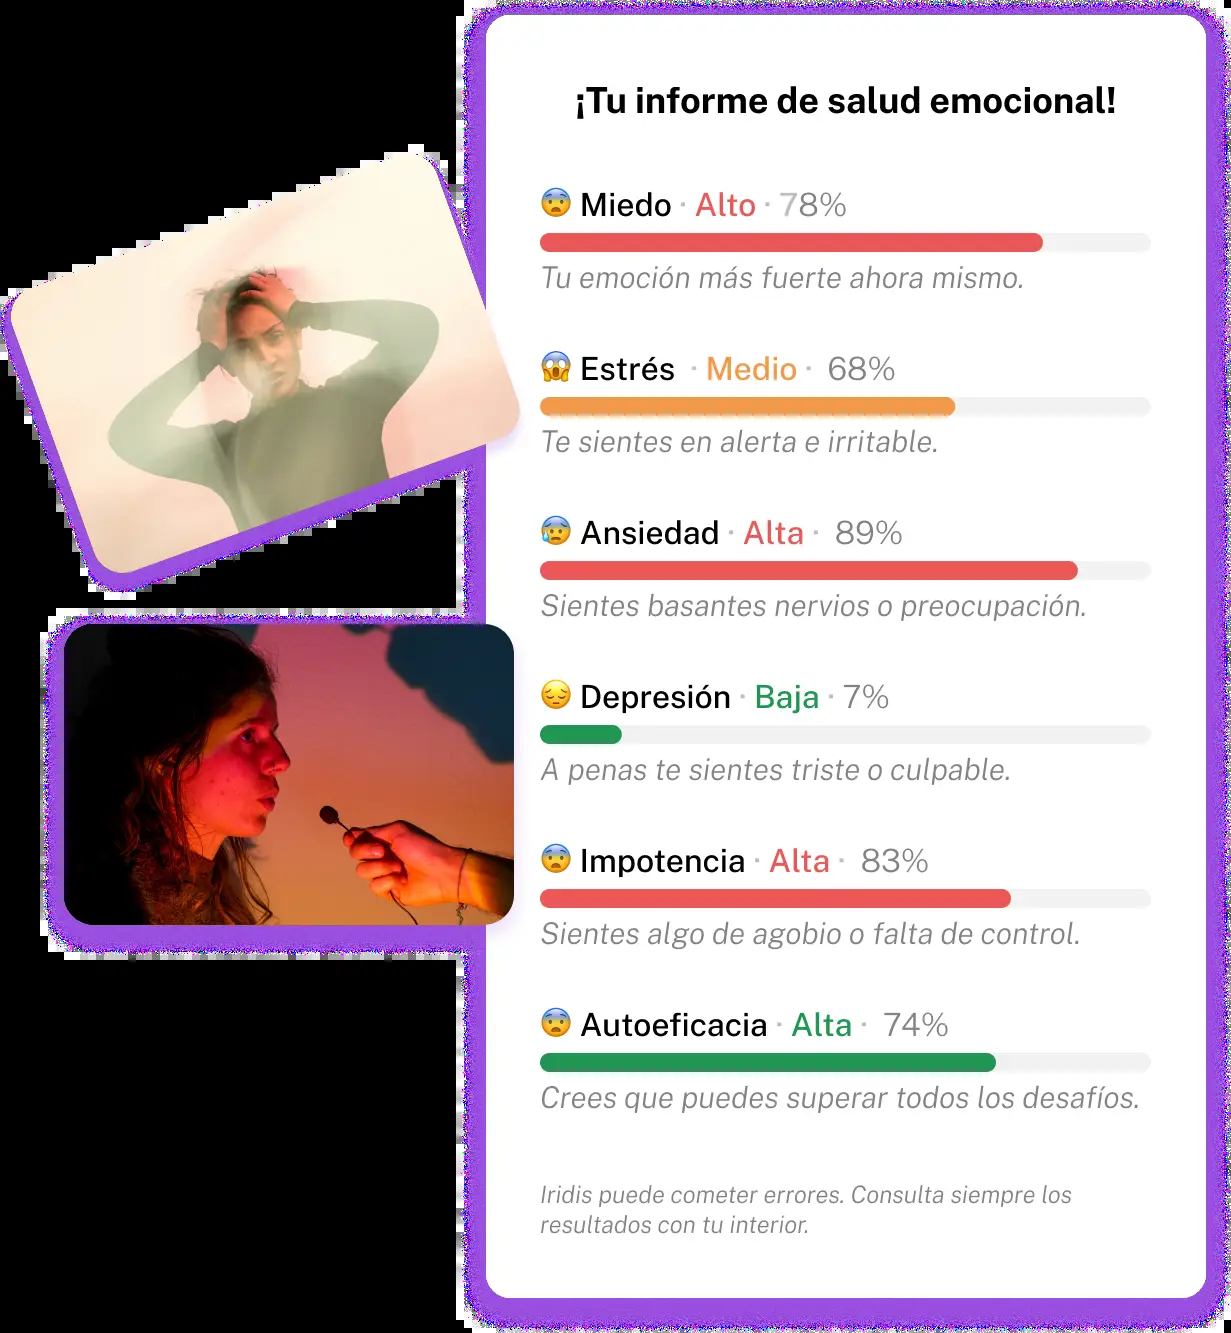 ¡Tu informe de salud emocional!
😨 Miedo · Alto · 78%
Tu emoción más fuerte ahora mismo.
😱 Estrés · Medio · 68%
Te sientes en alerta e irritable.
😰 Ansiedad · Alta · 89%
Sientes basantes nervios o preocupación.
😔 Depresión · Baja · 7%
A penas te sientes triste o culpable.
😨 Impotencia · Alta · 83%
Sientes algo de agobio o falta de control.
😨 Autoeficacia · Alta · 74%
Crees que puedes superar todos los desafíos.
Iridis puede cometer errores. Consulta siempre los
resultados con tu interior.